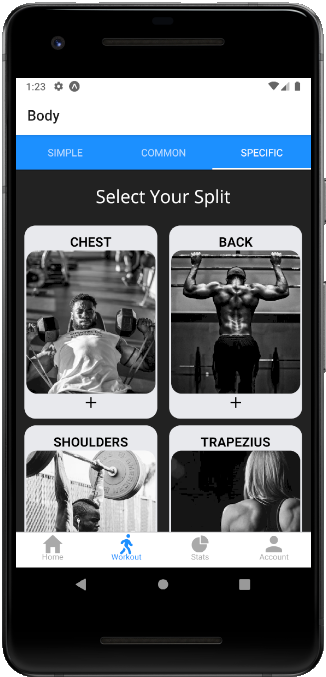 1:23
Body
SIMPLE COMMON SPECIFIC
Select Your Split
CHEST BACK
+ +
SHOULDERS TRAPEZIUS
Home Workout Stats Account